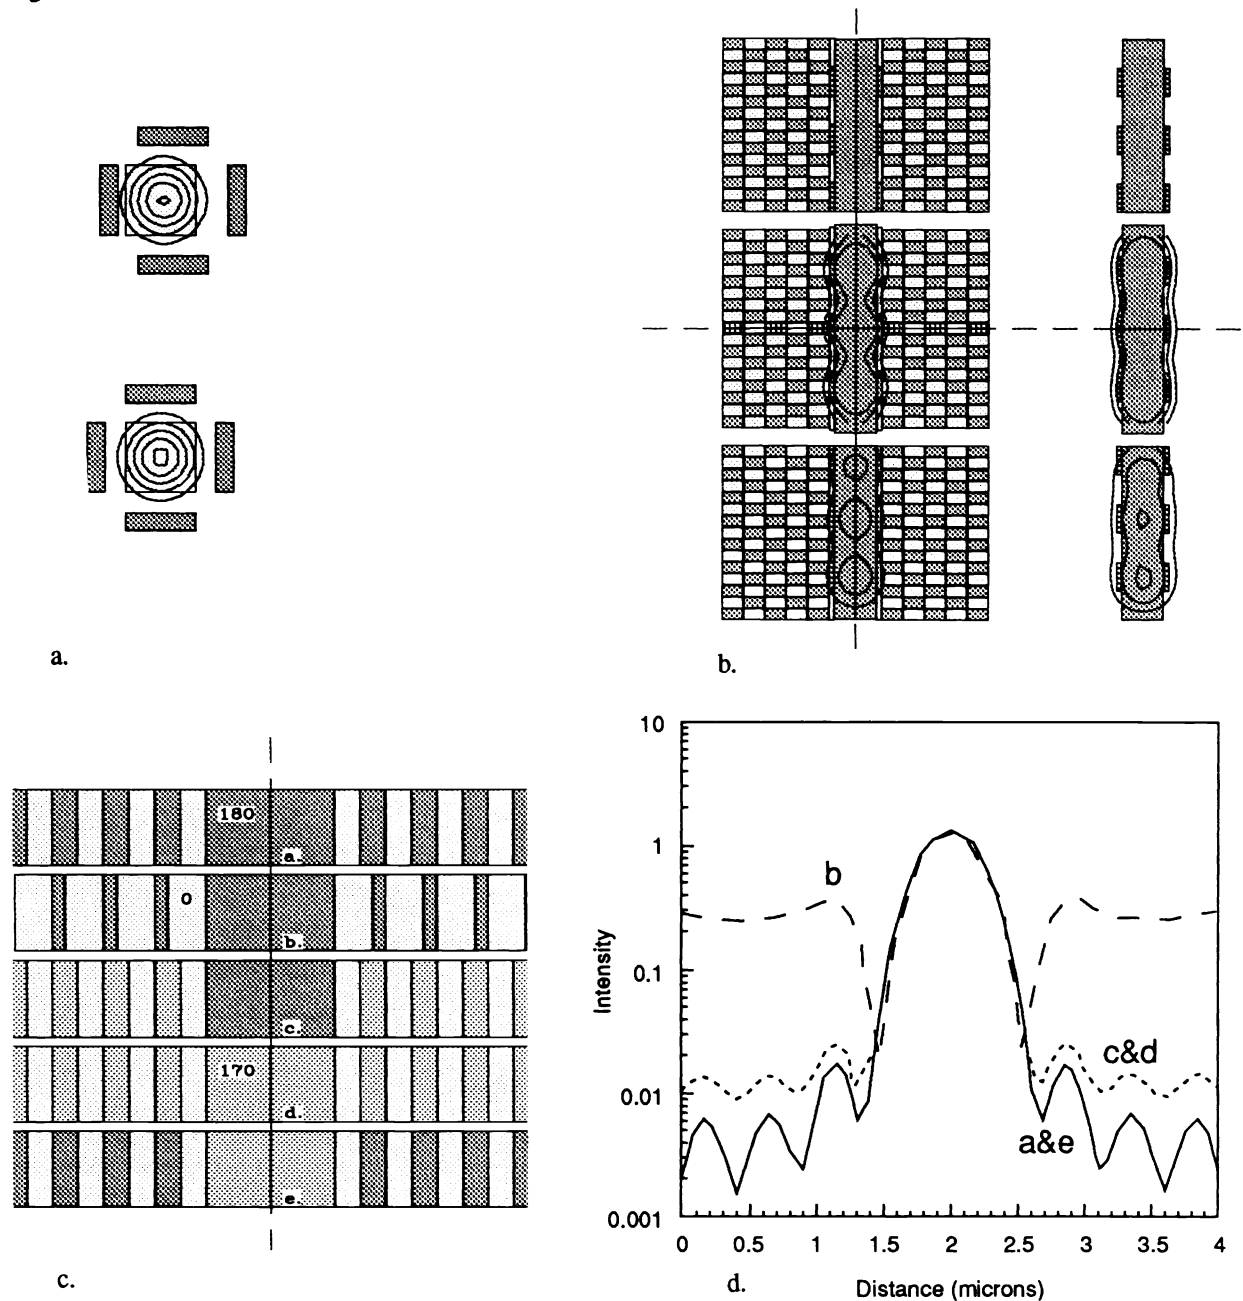 a.
b.
180
a.
0
b.
c.
170
d.
e.
c.
10
1
0.1
0.01
0.001
Intensity
b
c&d
a&e
0 0.5 1 1.5 2 2.5 3 3.5 4
Distance (microns)
d.